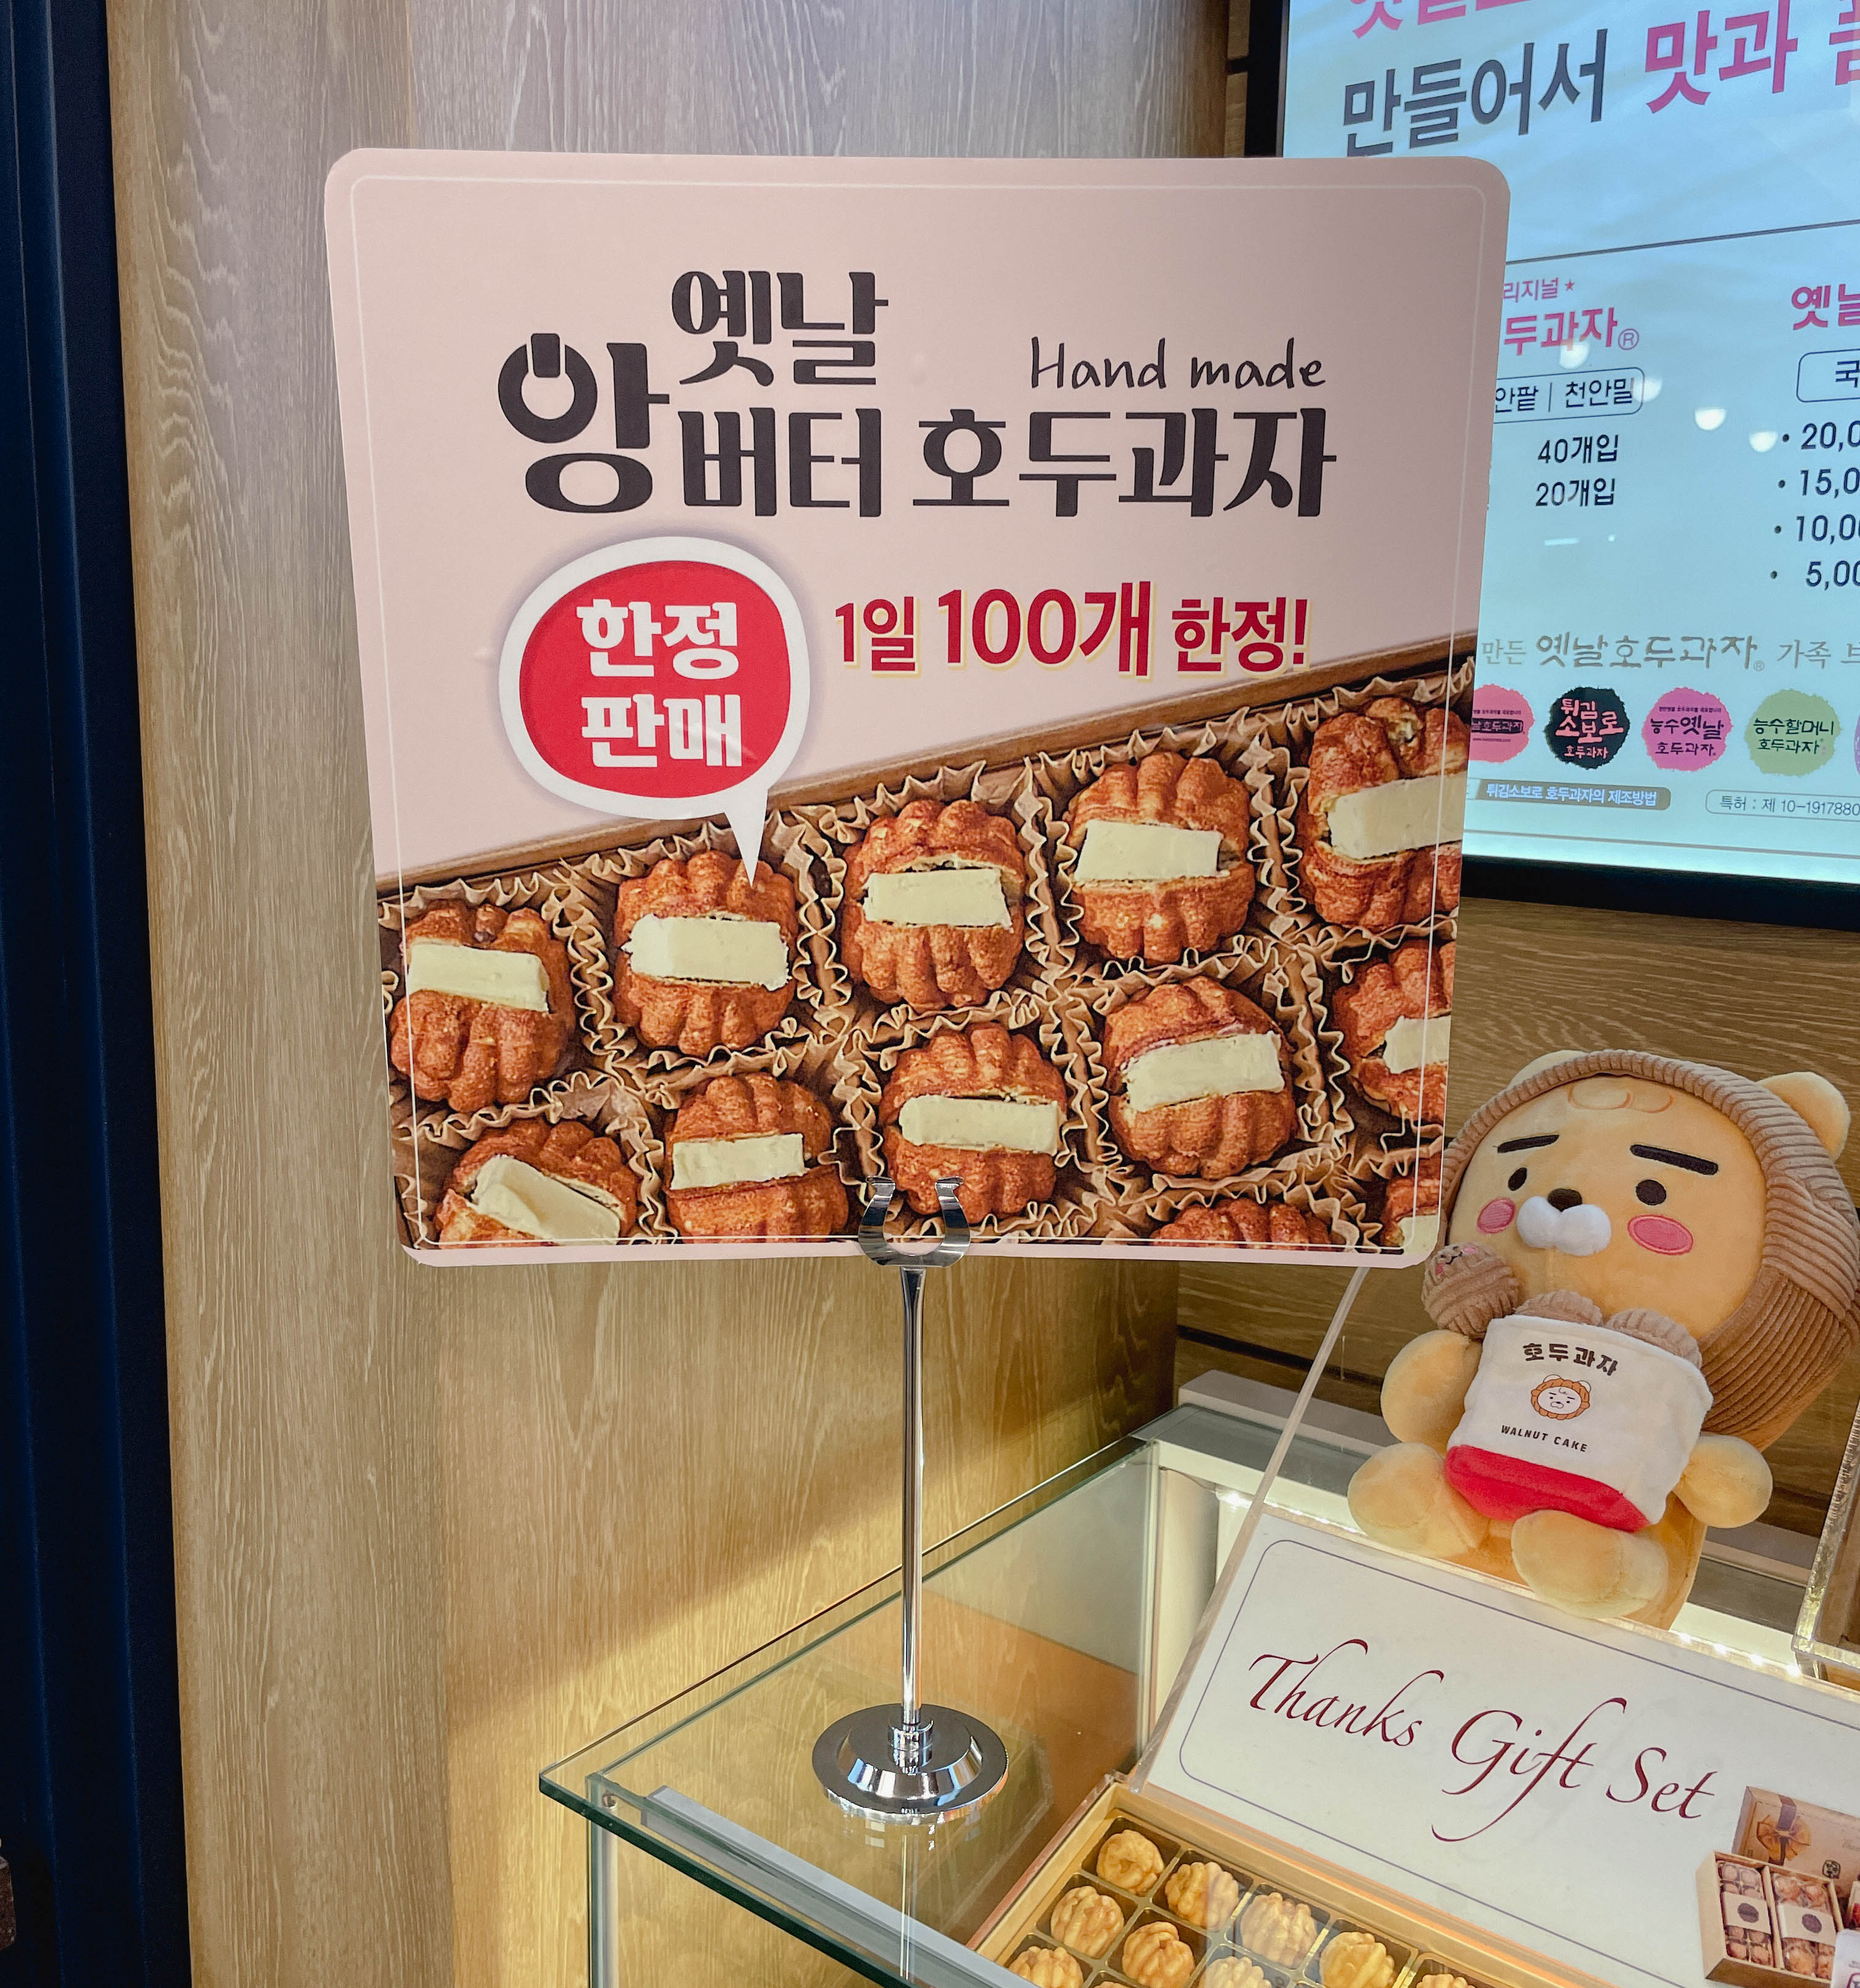 옛날
앙버터 호두과자
Hand made
한정
판매
1일 100개 한정!
만들어서 맛과
리지널 ★
두과자®
안팥 | 천안밀
40개입
20개입
옛날
국
• 20,0
• 15,0
• 10,00
• 5,00
만든 옛날호두과자® 가족
튀김
소보로
호두과자
능수옛날
호두과자
능수할머니
호두과자
튀김소보로 호두과자의 제조방법
특허 : 제 10-1917880
호두과자
WALNUT CAKE
Thanks Gift Set